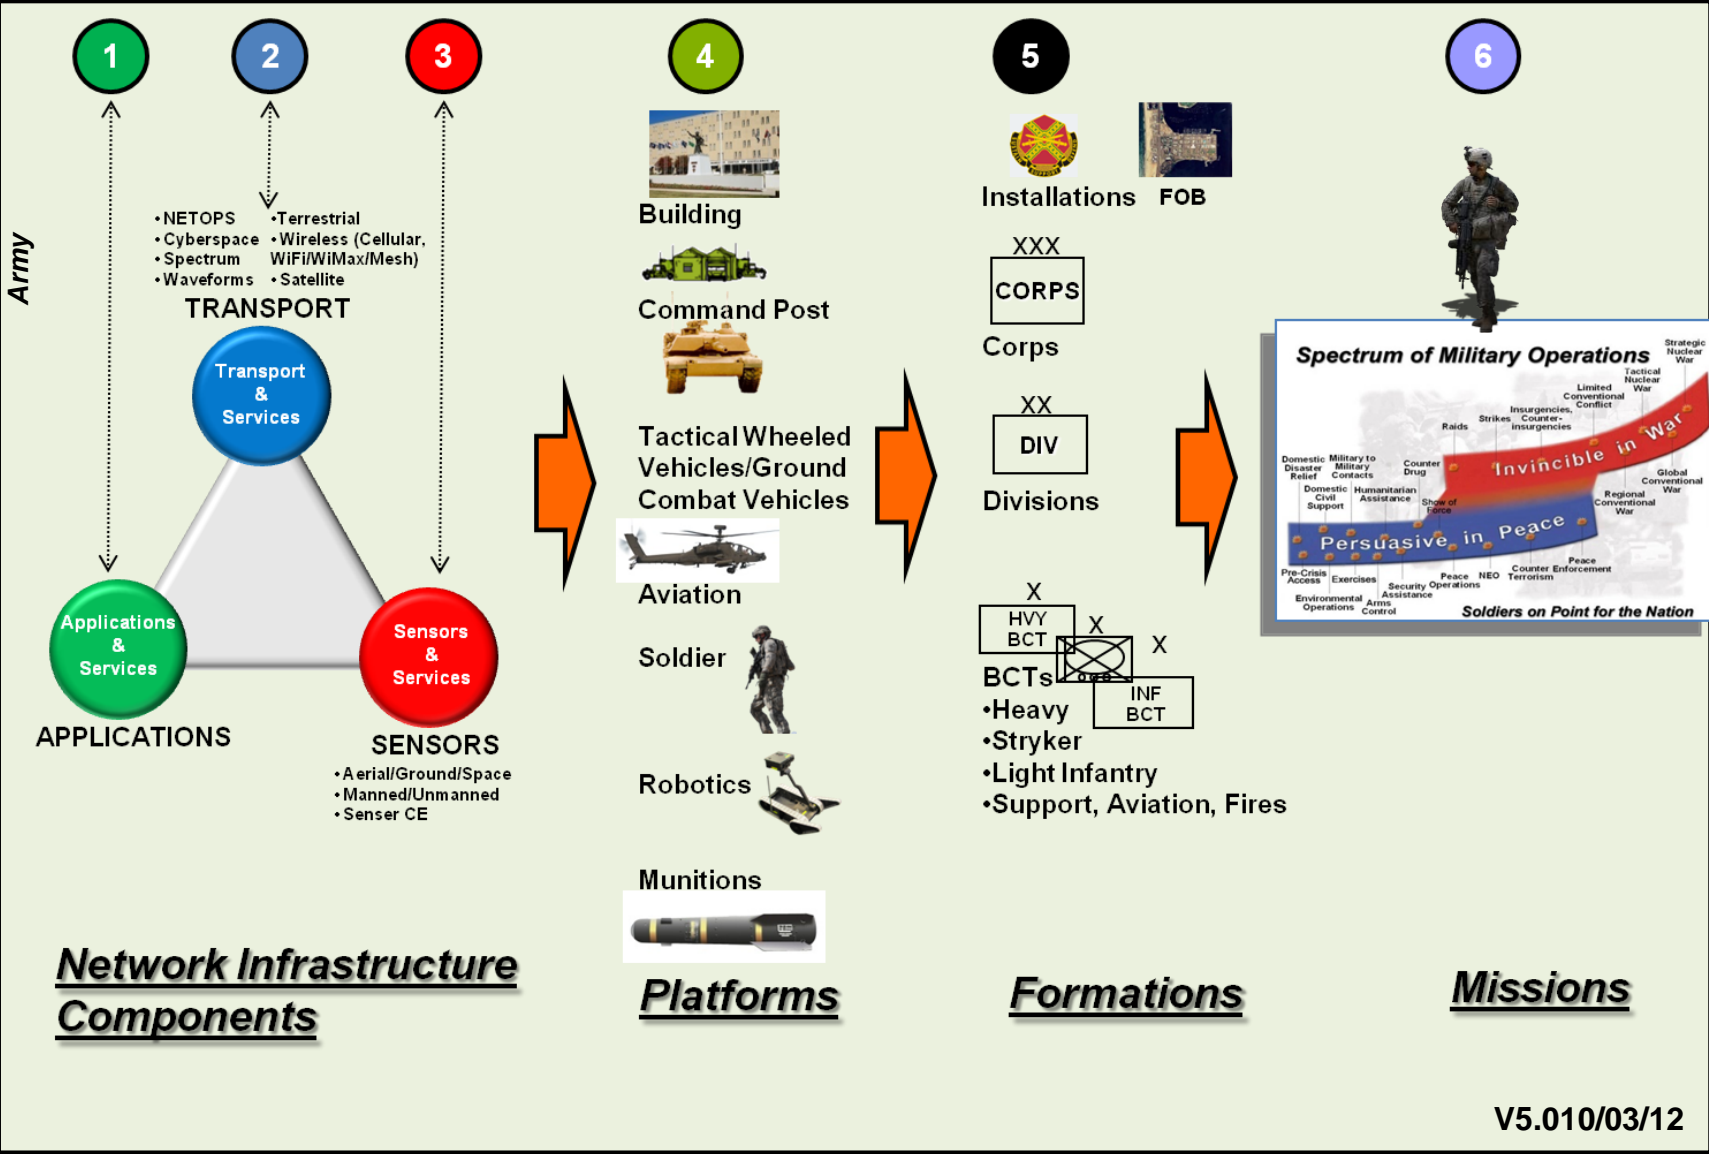 1
2
3
4
5
6
Army
•NETOPS
•Cyberspace
•Spectrum
•Waveforms
•Terrestrial
•Wireless (Cellular,
WiFi/WiMax/Mesh)
•Satellite
TRANSPORT
Transport
&
Services
Applications
&
Services
APPLICATIONS
Sensors
&
Services
SENSORS
•Aerial/Ground/Space
•Manned/Unmanned
•Senser CE
Network Infrastructure
Components
Building
Command Post
Tactical Wheeled
Vehicles/Ground
Combat Vehicles
Aviation
Soldier
Robotics
Munitions
Platforms
SUPPORT
Installations
FOB
XXX
CORPS
Corps
XX
DIV
Divisions
X
HVY
BCT
X
X
INF
BCT
BCTs
•Heavy
•Stryker
•Light Infantry
•Support, Aviation, Fires
Formations
Spectrum of Military Operations
Strategic
Nuclear
War
Tactical
Nuclear
War
Limited
Conventional
Conflict
Insurgencies,
Counter-
insurgencies
Strikes
Raids
Invincible in War
Domestic
Disaster
Relief
Military to
Military
Contacts
Counter
Drug
Global
Conventional
War
Domestic
Civil
Support
Humanitarian
Assistance
Show of
Force
Regional
Conventional
War
Persuasive in Peace
Pre-Crisis
Access
Exercises
Security
Assistance
Peace
Operations
NEO
Counter
Terrorism
Peace
Enforcement
Environmental
Operations
Arms
Control
Soldiers on Point for the Nation
Missions
V5.010/03/12